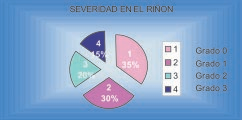 SEVERIDAD EN EL RIÑON
1
35%
2
30%
3
20%
4
15%
1 Grado 0
2 Grado 1
3 Grado 2
4 Grado 3